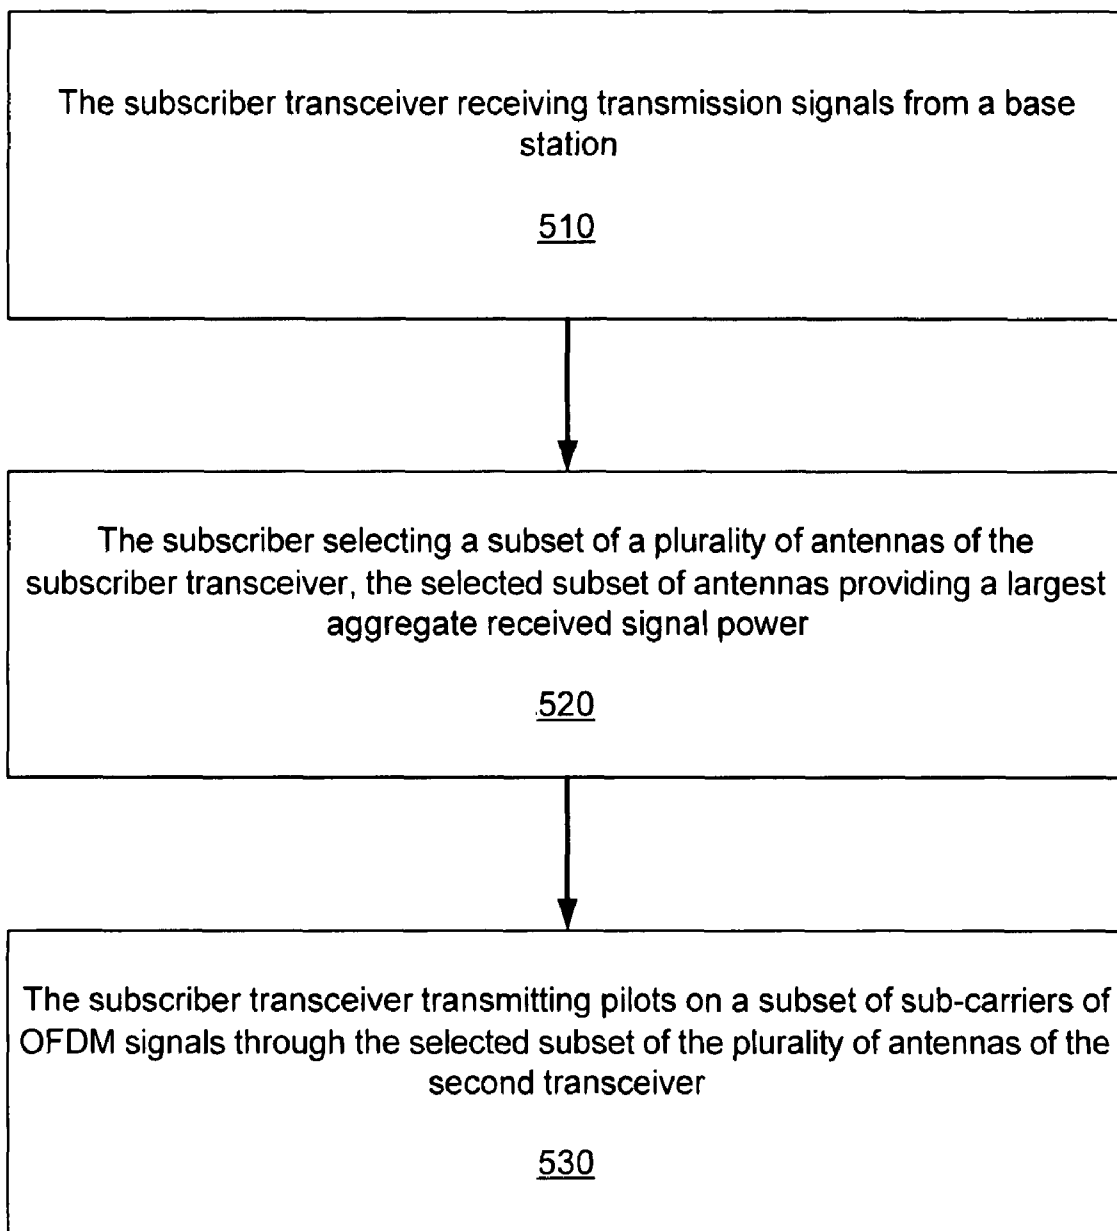 The subscriber transceiver receiving transmission signals from a base
station
510
The subscriber selecting a subset of a plurality of antennas of the
subscriber transceiver, the selected subset of antennas providing a largest
aggregate received signal power
520
The subscriber transceiver transmitting pilots on a subset of sub-carriers of
OFDM signals through the selected subset of the plurality of antennas of the
second transceiver
530